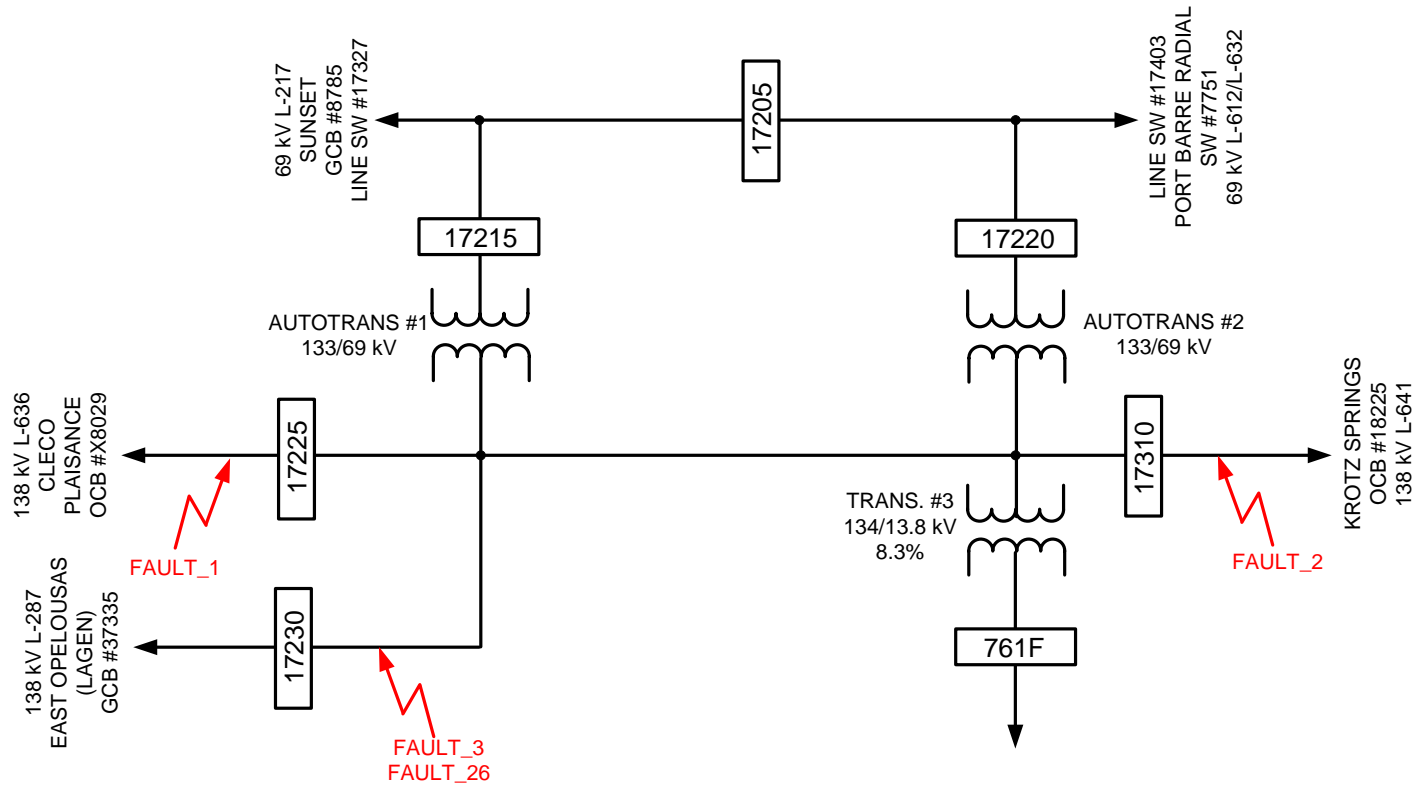 69 kV L-217
SUNSET
GCB #8785
LINE SW #17327
17205
LINE SW #17403
PORT BARRE RADIAL
SW #7751
69 kV L-612/L-632
17215
17220
AUTOTRANS #1
133/69 kV
AUTOTRANS #2
133/69 kV
138 kV L-636
CLECO
PLAISANCE
OCB #X8029
17225
17310
KROTZ SPRINGS
OCB #18225
138 kV L-641
TRANS. #3
134/13.8 kV
8.3%
FAULT_1
FAULT_2
138 kV L-287
EAST OPELOUSAS
(LAGEN)
GCB #37335
17230
761F
FAULT_3
FAULT_26